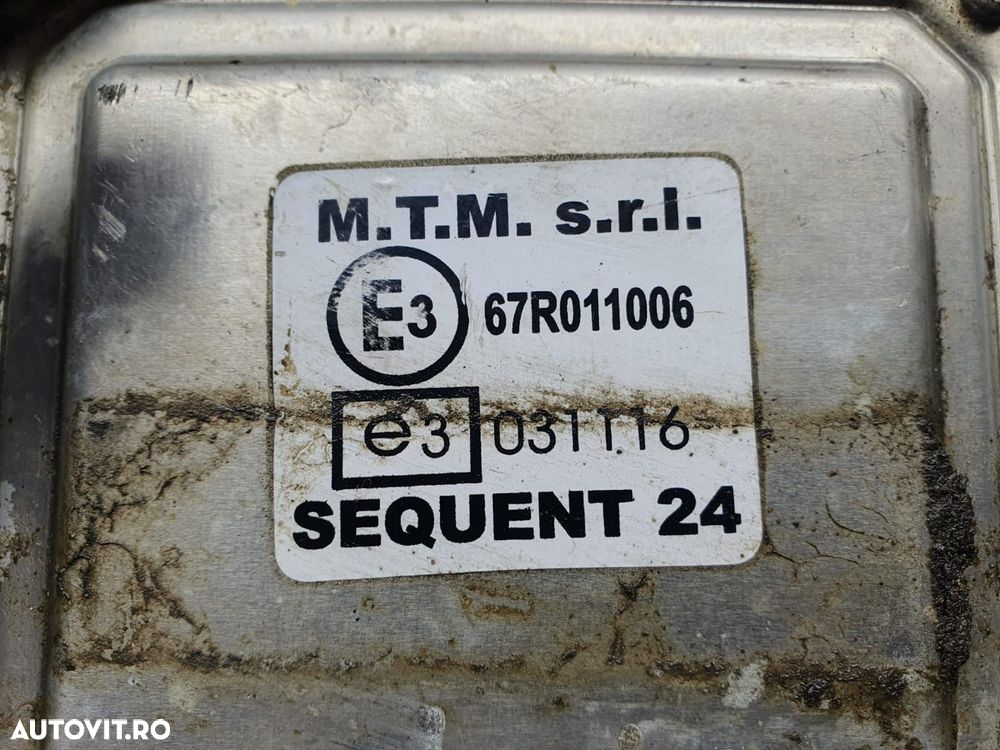 M.T.M. s.r.l.
E3 67R011006
e3 031116
SEQUENT 24
AUTOVIT.RO